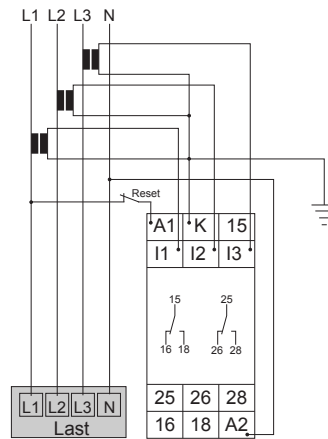 L1 L2 L3 N
Reset
A1 K 15
I1 I2 I3
15 25
16 18 26 28
25 26 28
16 18 A2
L1 L2 L3 N
Last